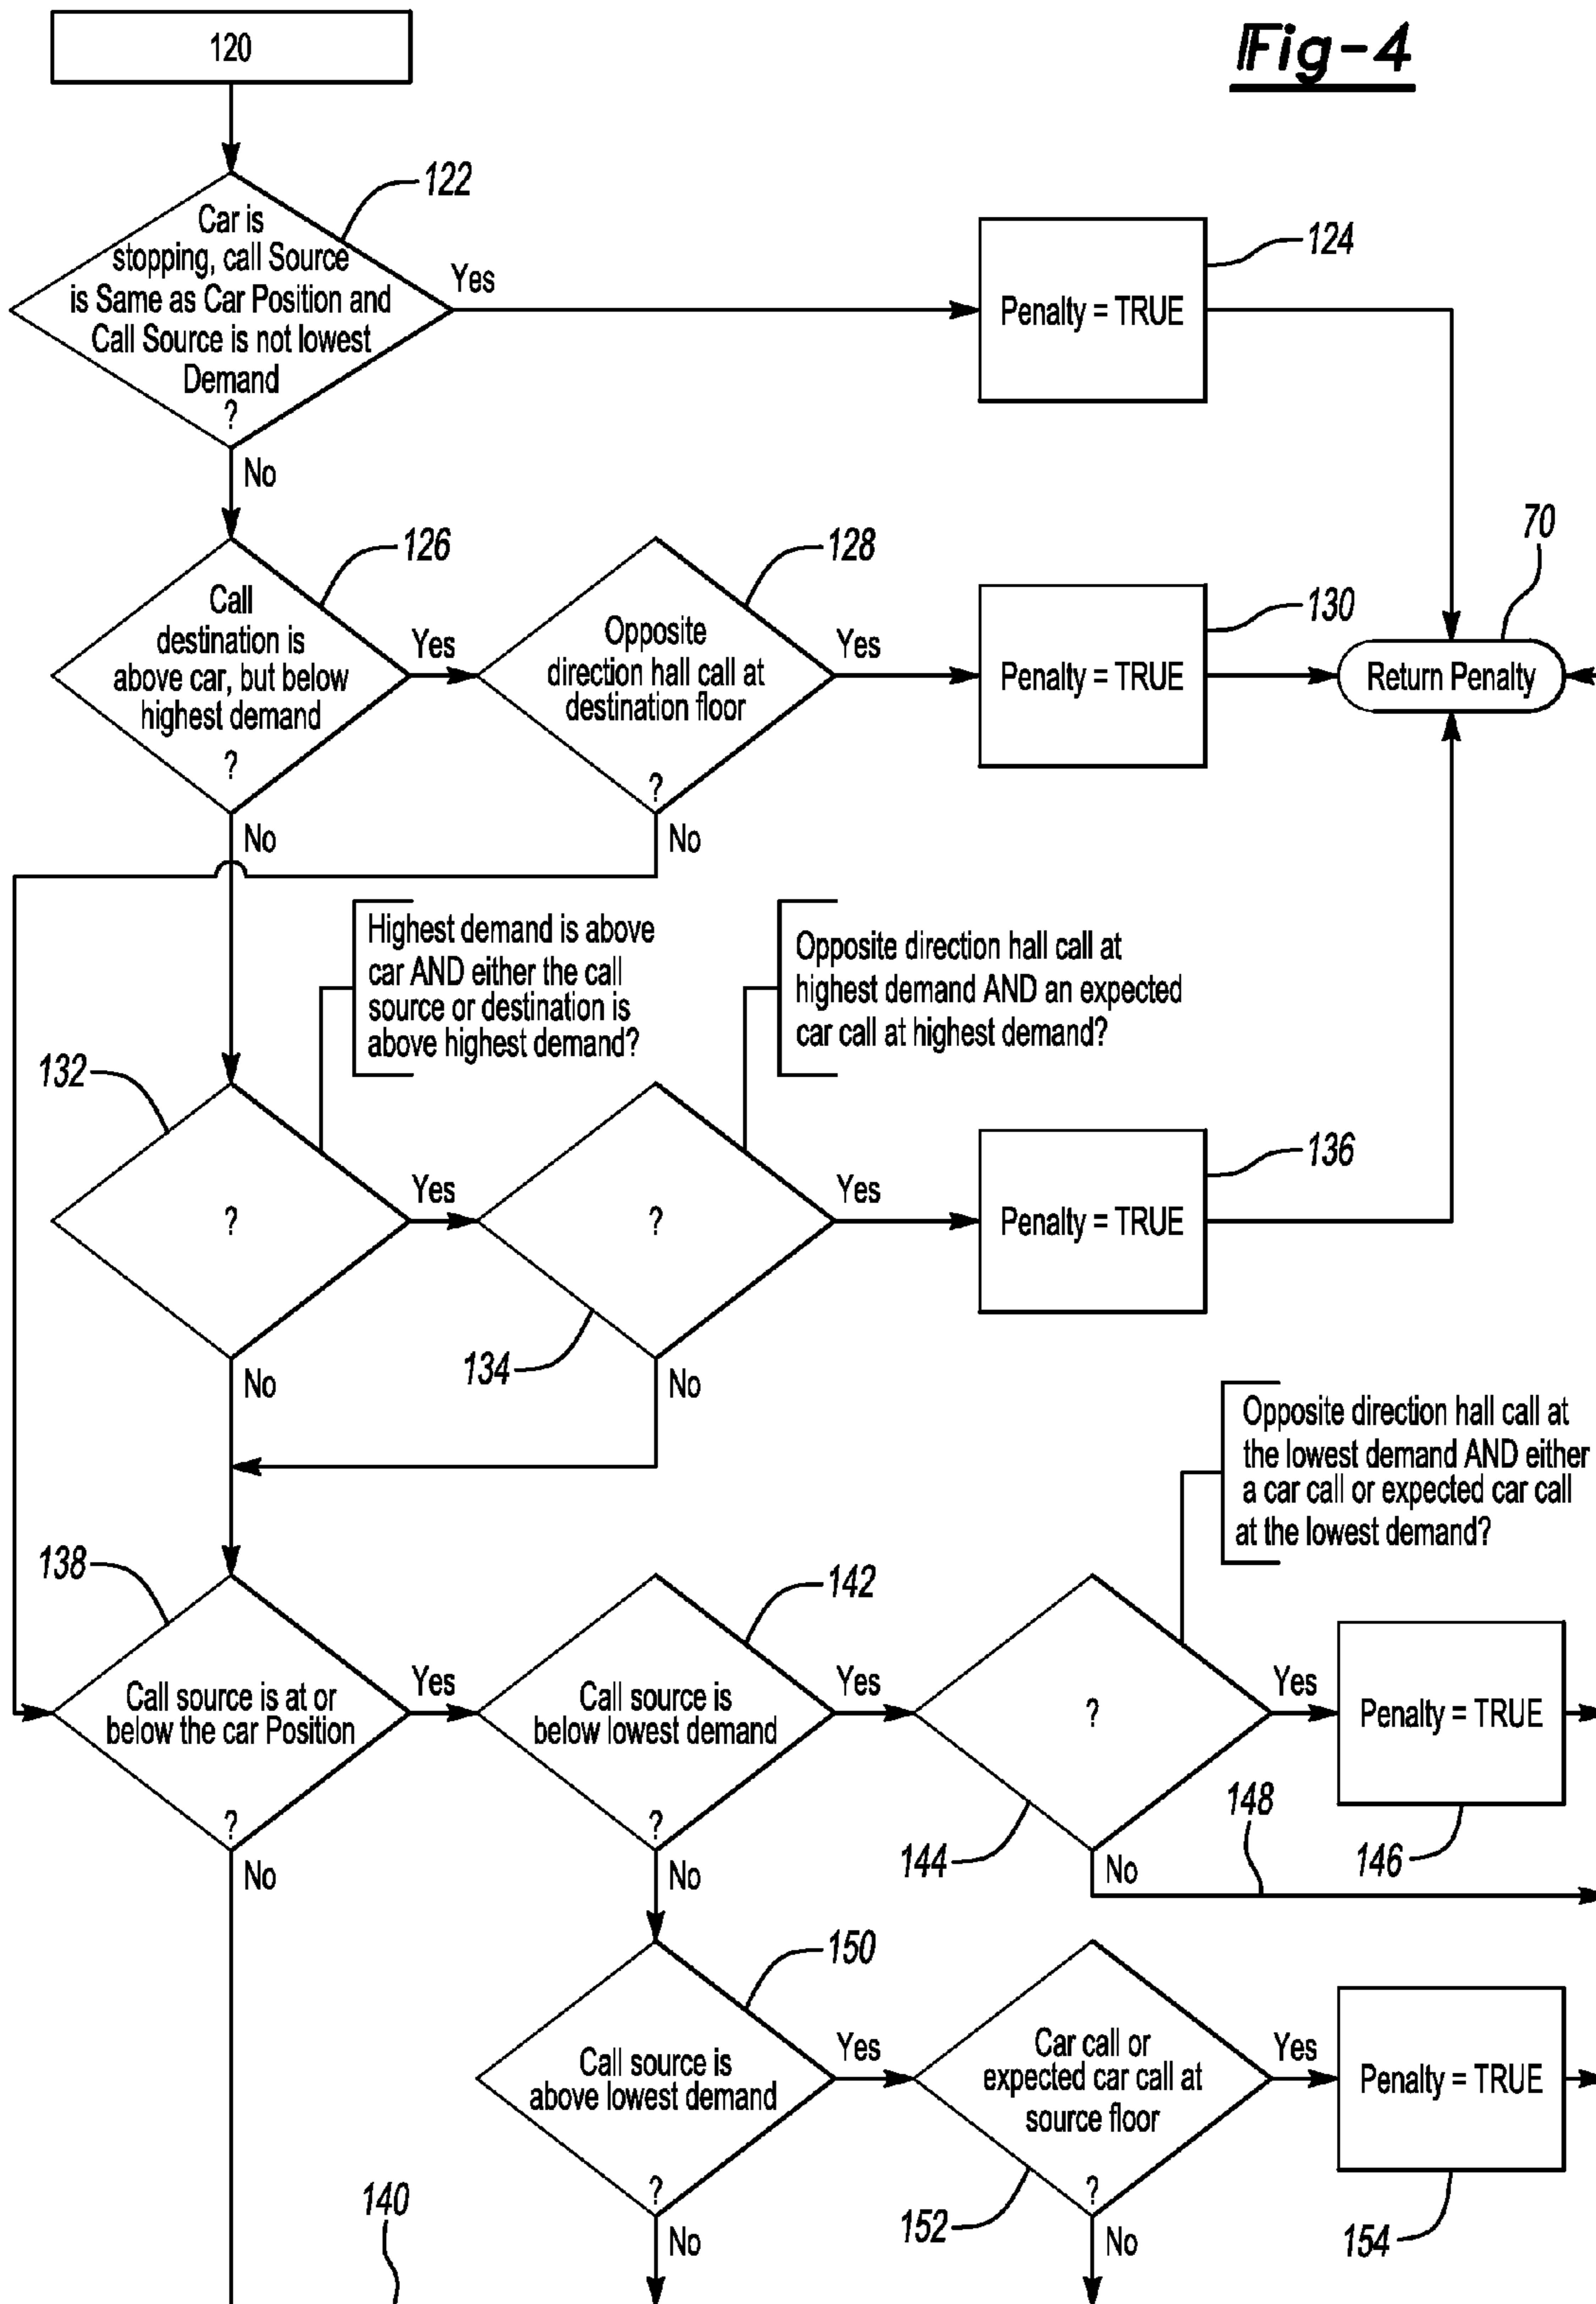 120
Fig-4
122
Car is
stopping, call Source
is Same as Car Position and
Call Source is not lowest
Demand
?
Yes
No
124
Penalty = TRUE
126
Call
destination is
above car, but below
highest demand
?
Yes
No
128
Opposite
direction hall call at
destination floor
?
Yes
No
130
Penalty = TRUE
70
Return Penalty
Highest demand is above
car AND either the call
source or destination is
above highest demand?
Opposite direction hall call at
highest demand AND an expected
car call at highest demand?
132
?
Yes
No
134
?
Yes
No
136
Penalty = TRUE
Opposite direction hall call at
the lowest demand AND either
a car call or expected car call
at the lowest demand?
138
Call source is at or
below the car Position
?
Yes
No
142
Call source is
below lowest demand
?
Yes
No
144
?
Yes
No
146
Penalty = TRUE
148
150
Call source is
above lowest demand
?
Yes
No
152
Car call or
expected car call at
source floor
?
Yes
No
154
Penalty = TRUE
140